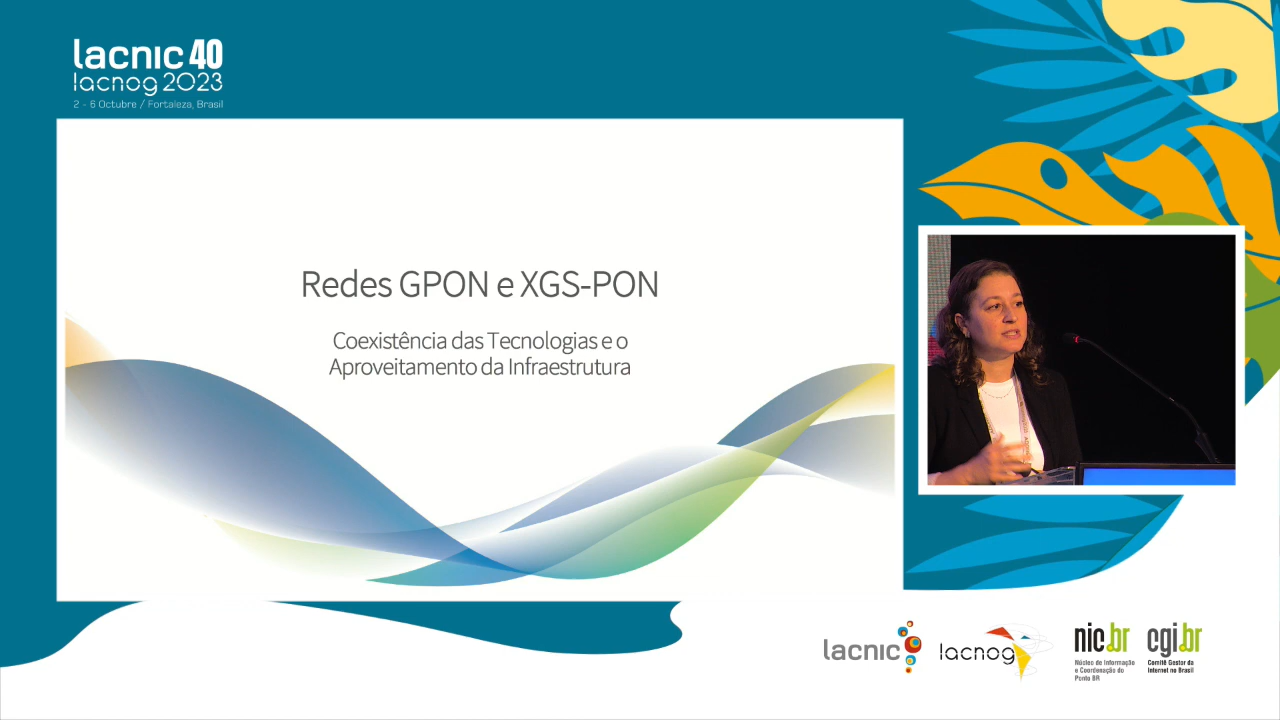 lacnic 40
lacnog 2023
2 - 6 Octubre / Fortaleza, Brasil
Redes GPON e XGS-PON
Coexistência das Tecnologias e o
Aproveitamento da Infraestrutura
lacnic
lacnog
nic.br
Núcleo de Informação
e Coordenação do
Ponto BR
cgi.br
Comitê Gestor da
Internet no Brasil